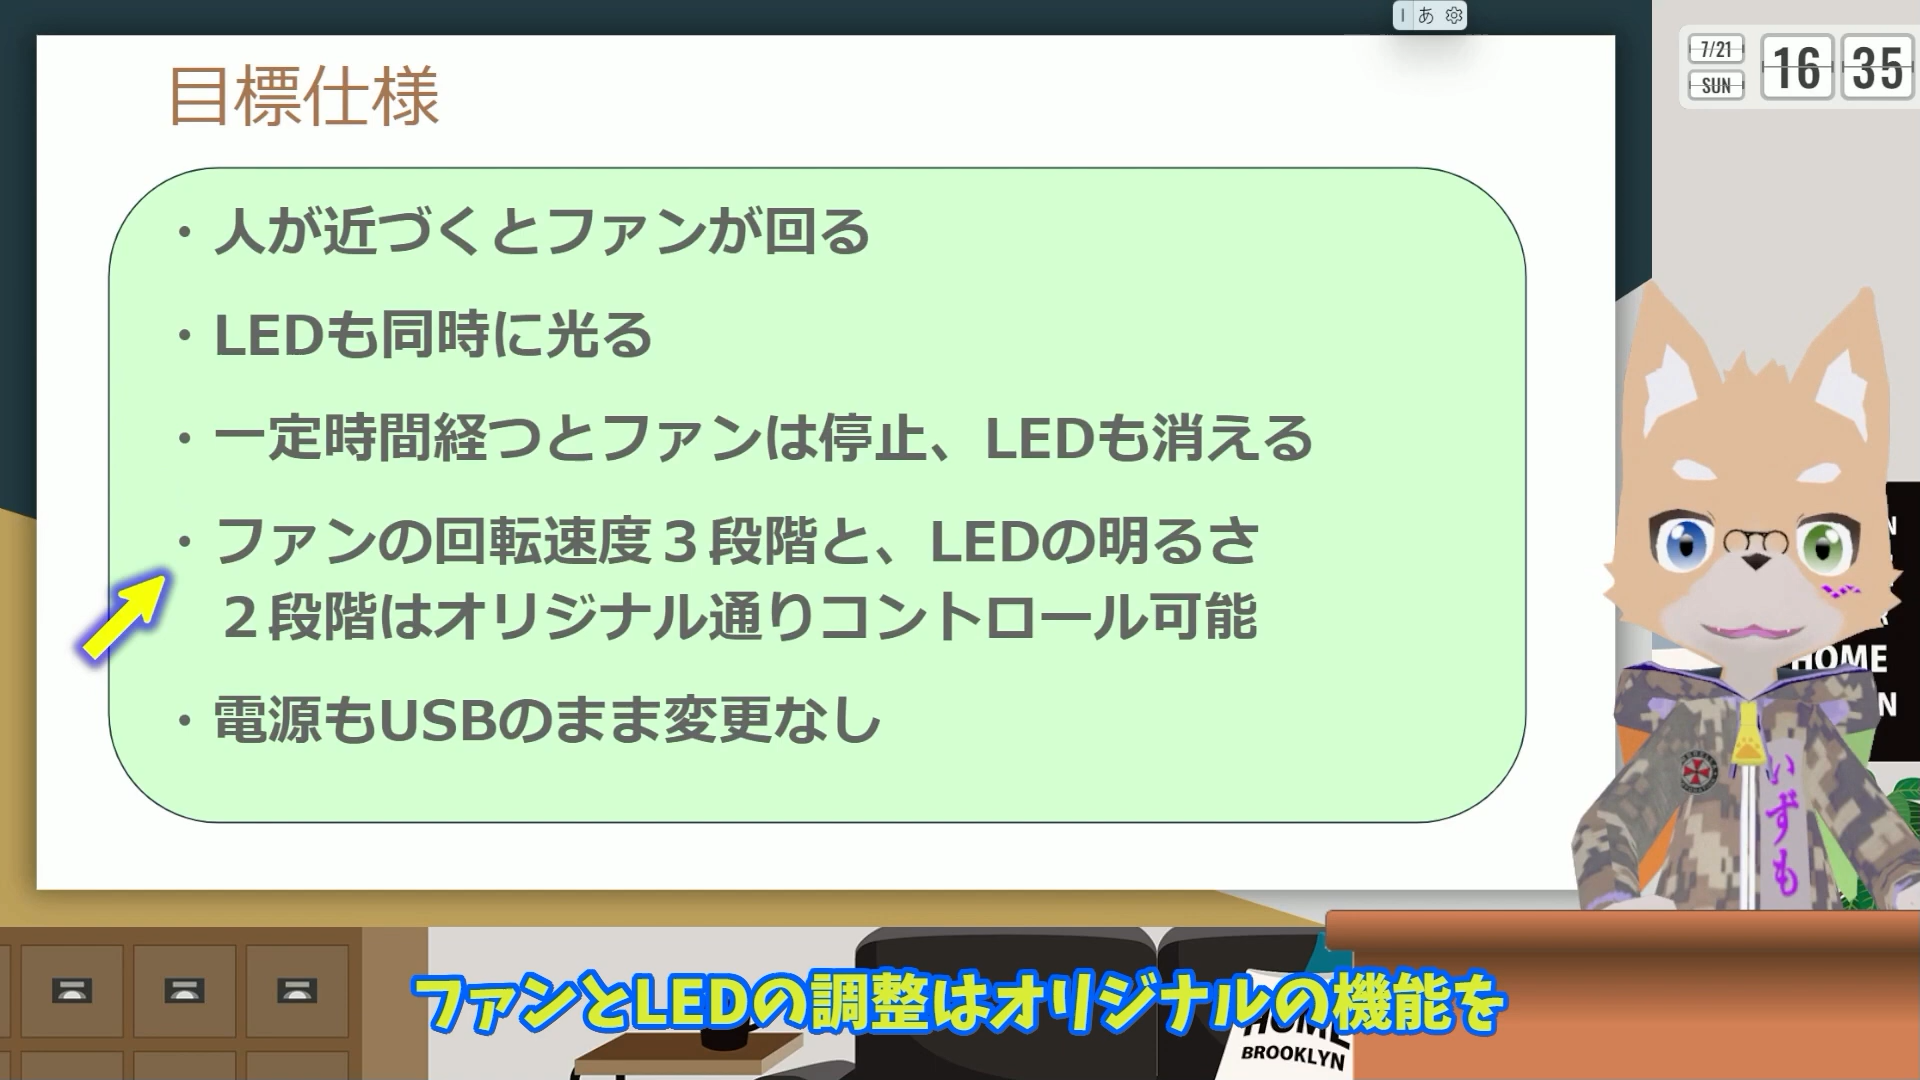 あ
7/21
SUN
16 35
目標仕様
・人が近づくとファンが回る
・LEDも同時に光る
・一定時間経つとファンは停止、LEDも消える
・ファンの回転速度３段階と、LEDの明るさ
２段階はオリジナル通りコントロール可能
・電源もUSBのまま変更なし
HOME
N
いずも
ファンとLEDの調整はオリジナルの機能を
HOME
BROOKLYN